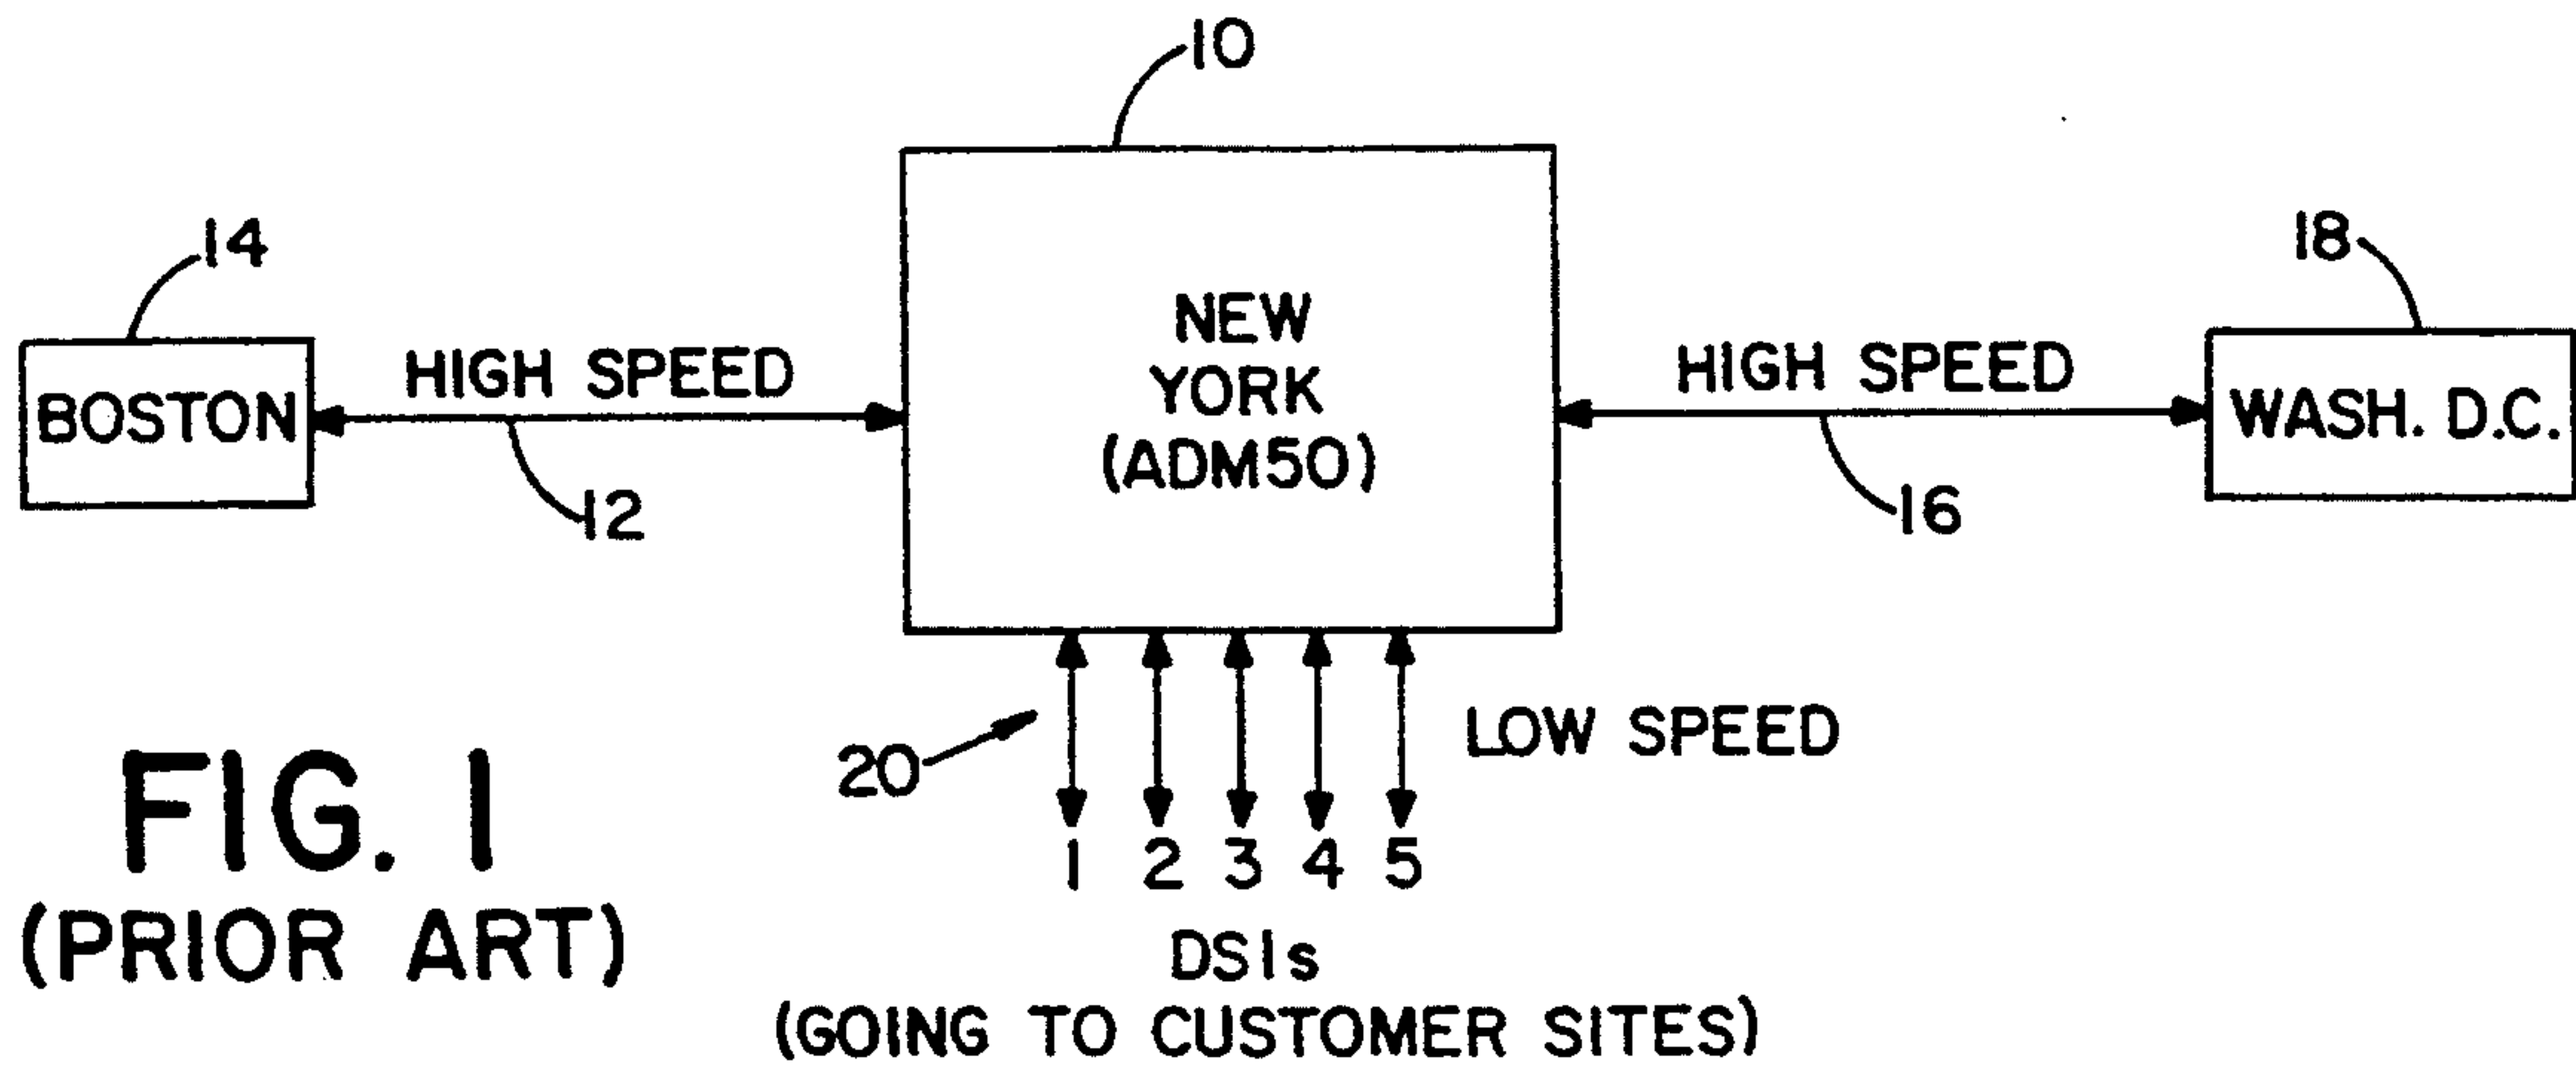 10
14
18
NEW
YORK
(ADM50)
BOSTON
HIGH SPEED
HIGH SPEED
WASH. D.C.
12
16
20
LOW SPEED
1 2 3 4 5
DS1s
(GOING TO CUSTOMER SITES)
FIG. 1
(PRIOR ART)